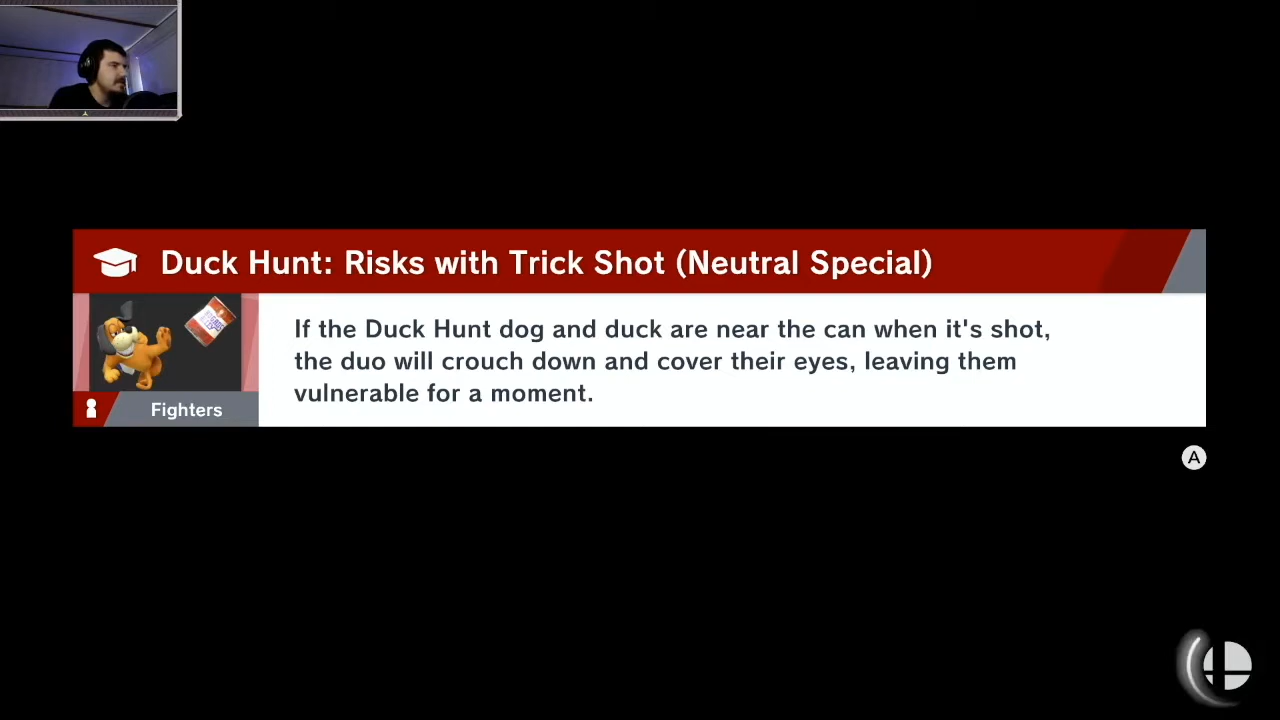 Duck Hunt: Risks with Trick Shot (Neutral Special)
If the Duck Hunt dog and duck are near the can when it's shot,
the duo will crouch down and cover their eyes, leaving them
vulnerable for a moment.
Fighters
A